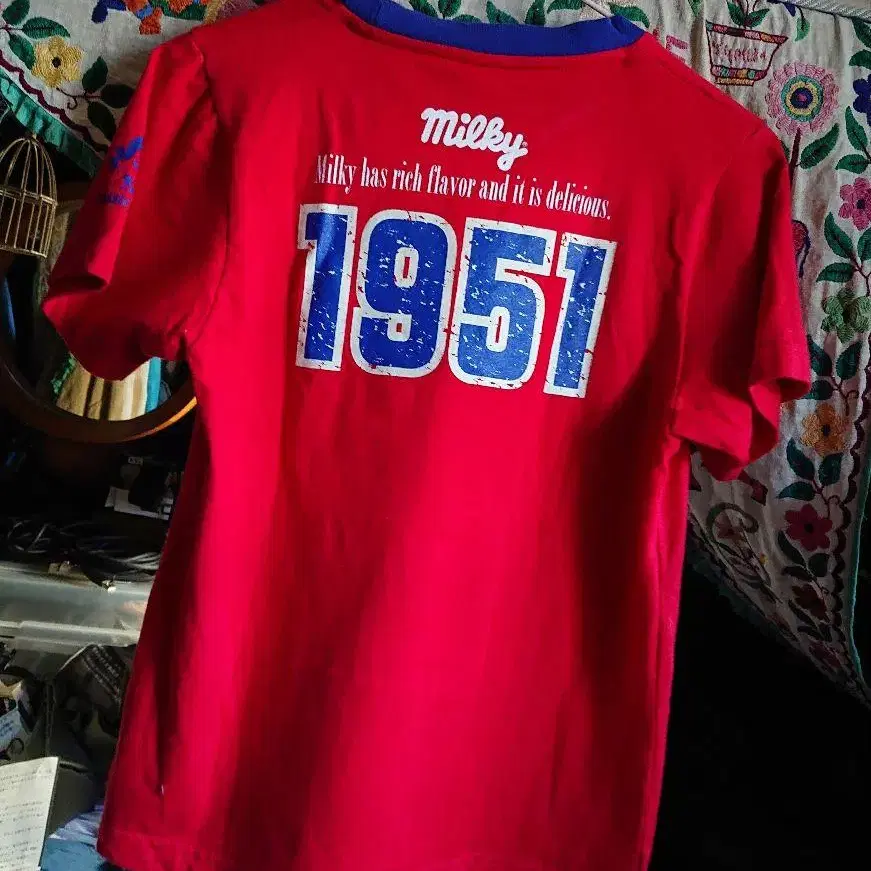 Milky
Milky has rich flavor and it is delicious.
1951